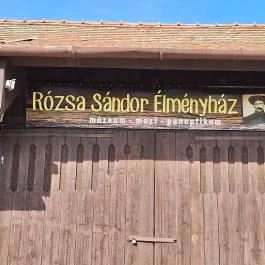 Rózsa Sándor Élményház
múzeum - mozi - panoptikum